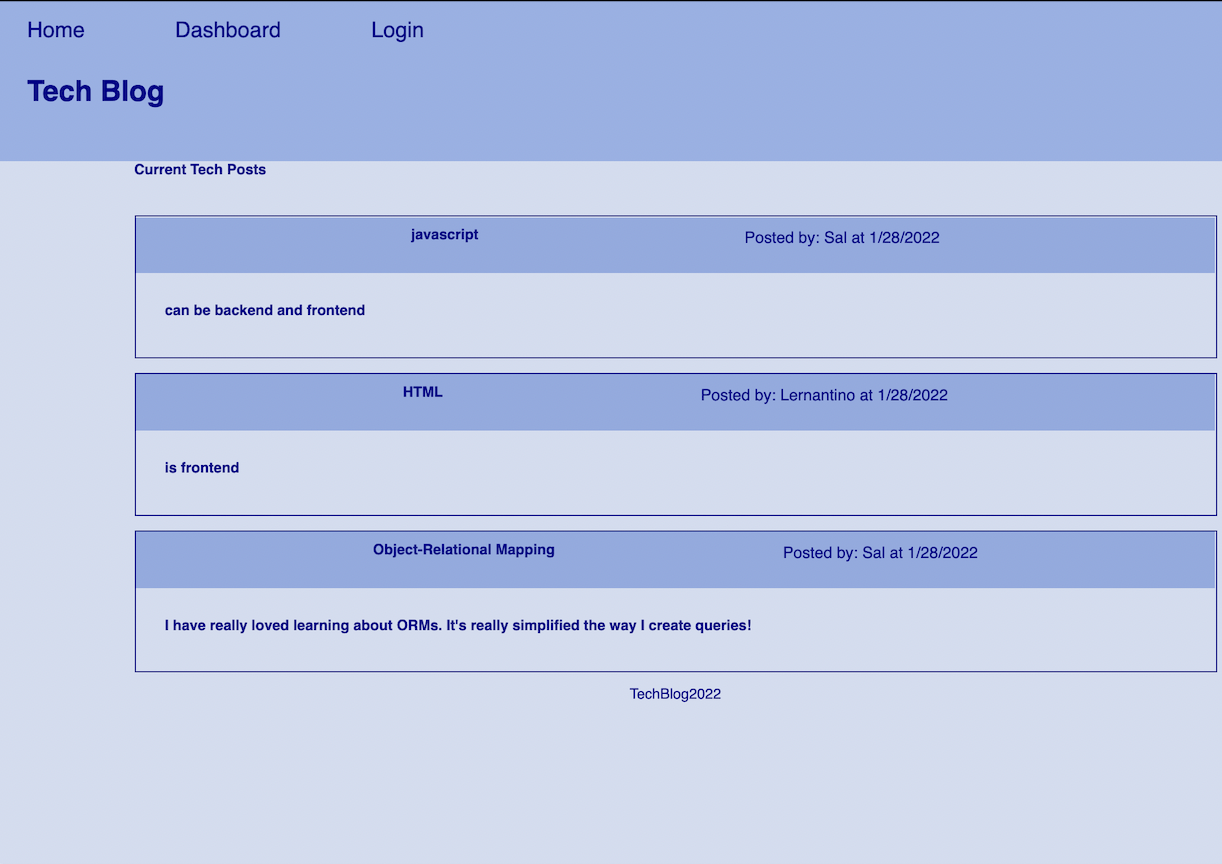 Home Dashboard Login
Tech Blog
Current Tech Posts
javascript Posted by: Sal at 1/28/2022
can be backend and frontend
HTML Posted by: Lernantino at 1/28/2022
is frontend
Object-Relational Mapping Posted by: Sal at 1/28/2022
I have really loved learning about ORMs. It's really simplified the way I create queries!
TechBlog2022